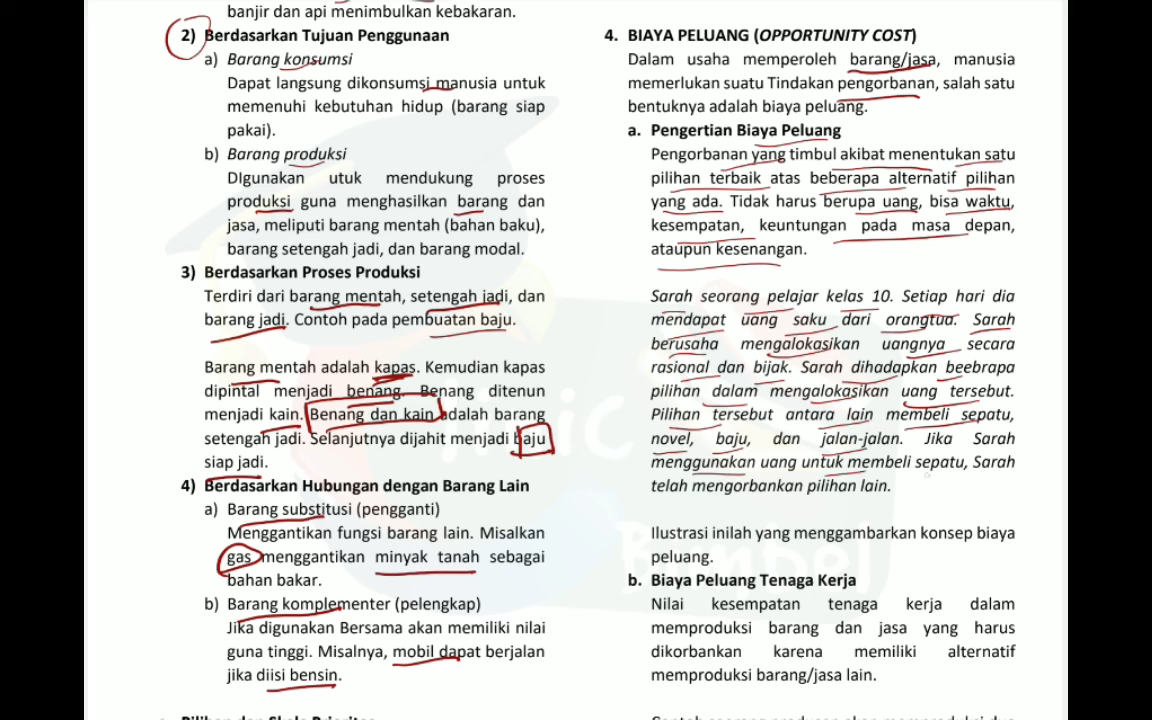 banjir dan api menimbulkan kebakaran.
2) Berdasarkan Tujuan Penggunaan
a) Barang konsumsi
Dapat langsung dikonsumsi manusia untuk
memenuhi kebutuhan hidup (barang siap
pakai).
b) Barang produksi
DIgunakan utuk mendukung proses
produksi guna menghasilkan barang dan
jasa, meliputi barang mentah (bahan baku),
barang setengah jadi, dan barang modal.
3) Berdasarkan Proses Produksi
Terdiri dari barang mentah, setengah jadi, dan
barang jadi. Contoh pada pembuatan baju.
Barang mentah adalah kapas. Kemudian kapas
dipintal menjadi benang. Benang ditenun
menjadi kain. Benang dan kain adalah barang
setengah jadi. Selanjutnya dijahit menjadi baju
siap jadi.
4) Berdasarkan Hubungan dengan Barang Lain
a) Barang substitusi (pengganti)
Menggantikan fungsi barang lain. Misalkan
gas menggantikan minyak tanah sebagai
bahan bakar.
b) Barang komplementer (pelengkap)
Jika digunakan Bersama akan memiliki nilai
guna tinggi. Misalnya, mobil dapat berjalan
jika diisi bensin.
4. BIAYA PELUANG (OPPORTUNITY COST)
Dalam usaha memperoleh barang/jasa, manusia
memerlukan suatu Tindakan pengorbanan, salah satu
bentuknya adalah biaya peluang.
a. Pengertian Biaya Peluang
Pengorbanan yang timbul akibat menentukan satu
pilihan terbaik atas beberapa alternatif pilihan
yang ada. Tidak harus berupa uang, bisa waktu,
kesempatan, keuntungan pada masa depan,
ataupun kesenangan.
Sarah seorang pelajar kelas 10. Setiap hari dia
mendapat uang saku dari orangtua. Sarah
berusaha mengalokasikan uangnya secara
rasional dan bijak. Sarah dihadapkan beebrapa
pilihan dalam mengalokasikan uang tersebut.
Pilihan tersebut antara lain membeli sepatu,
novel, baju, dan jalan-jalan. Jika Sarah
menggunakan uang untuk membeli sepatu, Sarah
telah mengorbankan pilihan lain.
Ilustrasi inilah yang menggambarkan konsep biaya
peluang.
b. Biaya Peluang Tenaga Kerja
Nilai kesempatan tenaga kerja dalam
memproduksi barang dan jasa yang harus
dikorbankan karena memiliki alternatif
memproduksi barang/jasa lain.